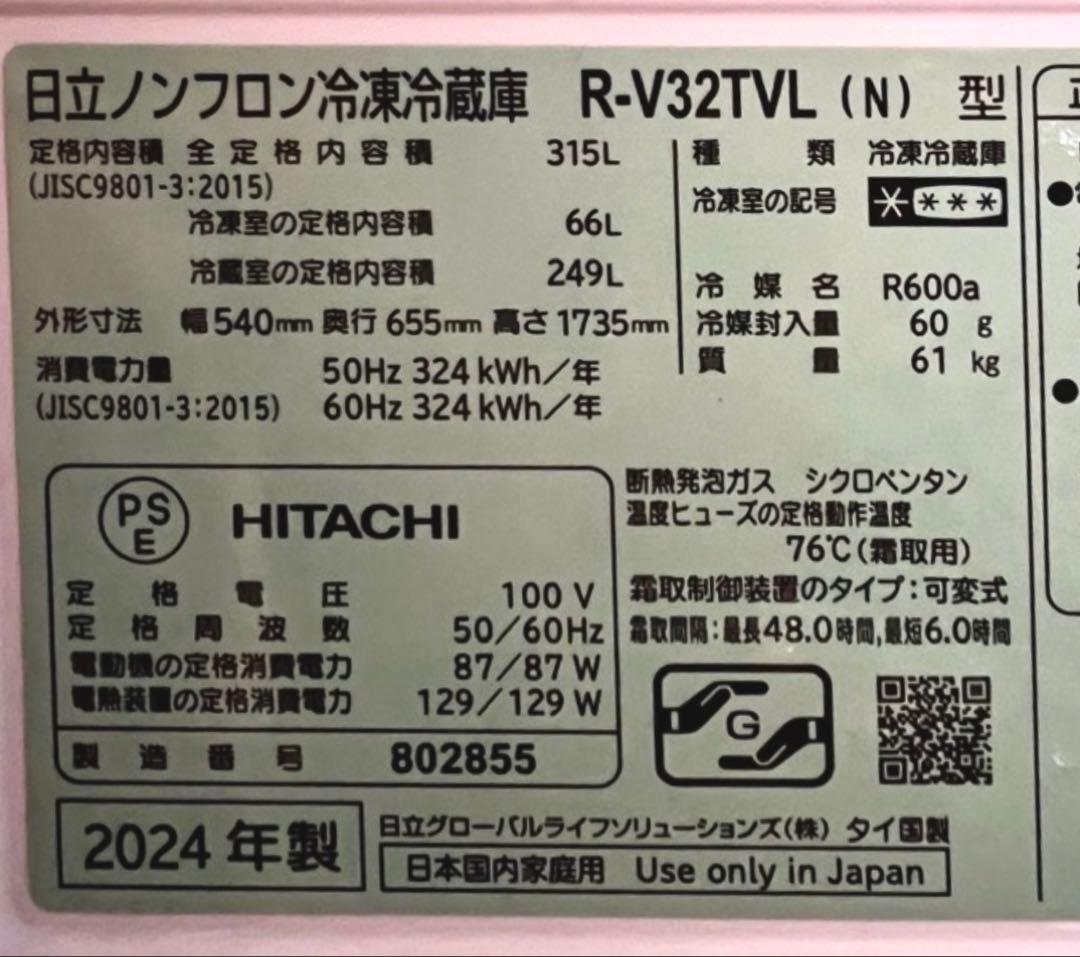 日立ノンフロン冷凍冷蔵庫 R-V32TVL (N) 型
定格内容積 全定格内容積 315L
(JISC9801-3:2015)
冷凍室の定格内容積 66L
冷蔵室の定格内容積 249L
外形寸法 幅540mm 奥行655mm 高さ1735mm
消費電力量 50Hz 324kWh/年
(JISC9801-3:2015) 60Hz 324kWh/年
種類 冷凍冷蔵庫
冷凍室の記号 ＊＊＊＊
冷媒名 R600a
冷媒封入量 60 g
質量 61 kg
PSE HITACHI
定格電圧 100 V
定格周波数 50/60Hz
電動機の定格消費電力 87/87 W
電熱装置の定格消費電力 129/129 W
製造番号 802855
断熱発泡ガス シクロペンタン
温度ヒューズの定格動作温度
76℃(霜取用)
霜取制御装置のタイプ:可変式
霜取間隔:最長48.0時間,最短6.0時間
G
2024年製
日立グローバルライフソリューションズ(株) タイ国製
日本国内家庭用 Use only in Japan